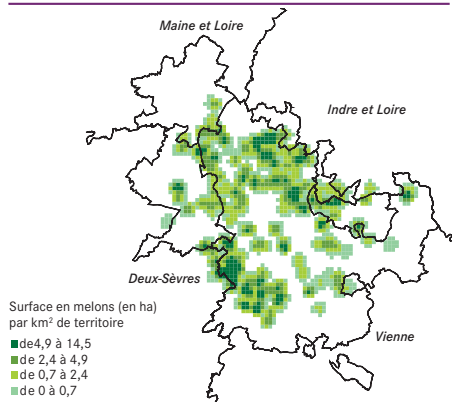 Maine et Loire
Indre et Loire
Deux-Sèvres
Surface en melons (en ha)
par km² de territoire
de4,9 à 14,5
de 2,4 à 4,9
de 0,7 à 2,4
de 0 à 0,7
Vienne